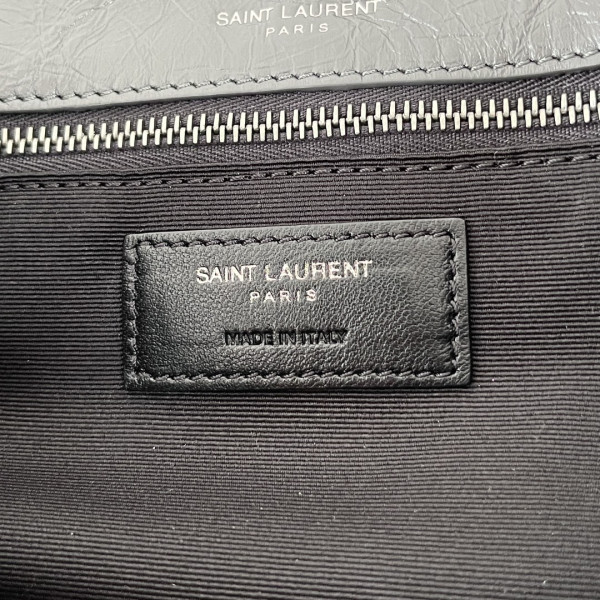 SAINT LAURENT
PARIS
SAINT LAURENT
PARIS
MADE IN ITALY